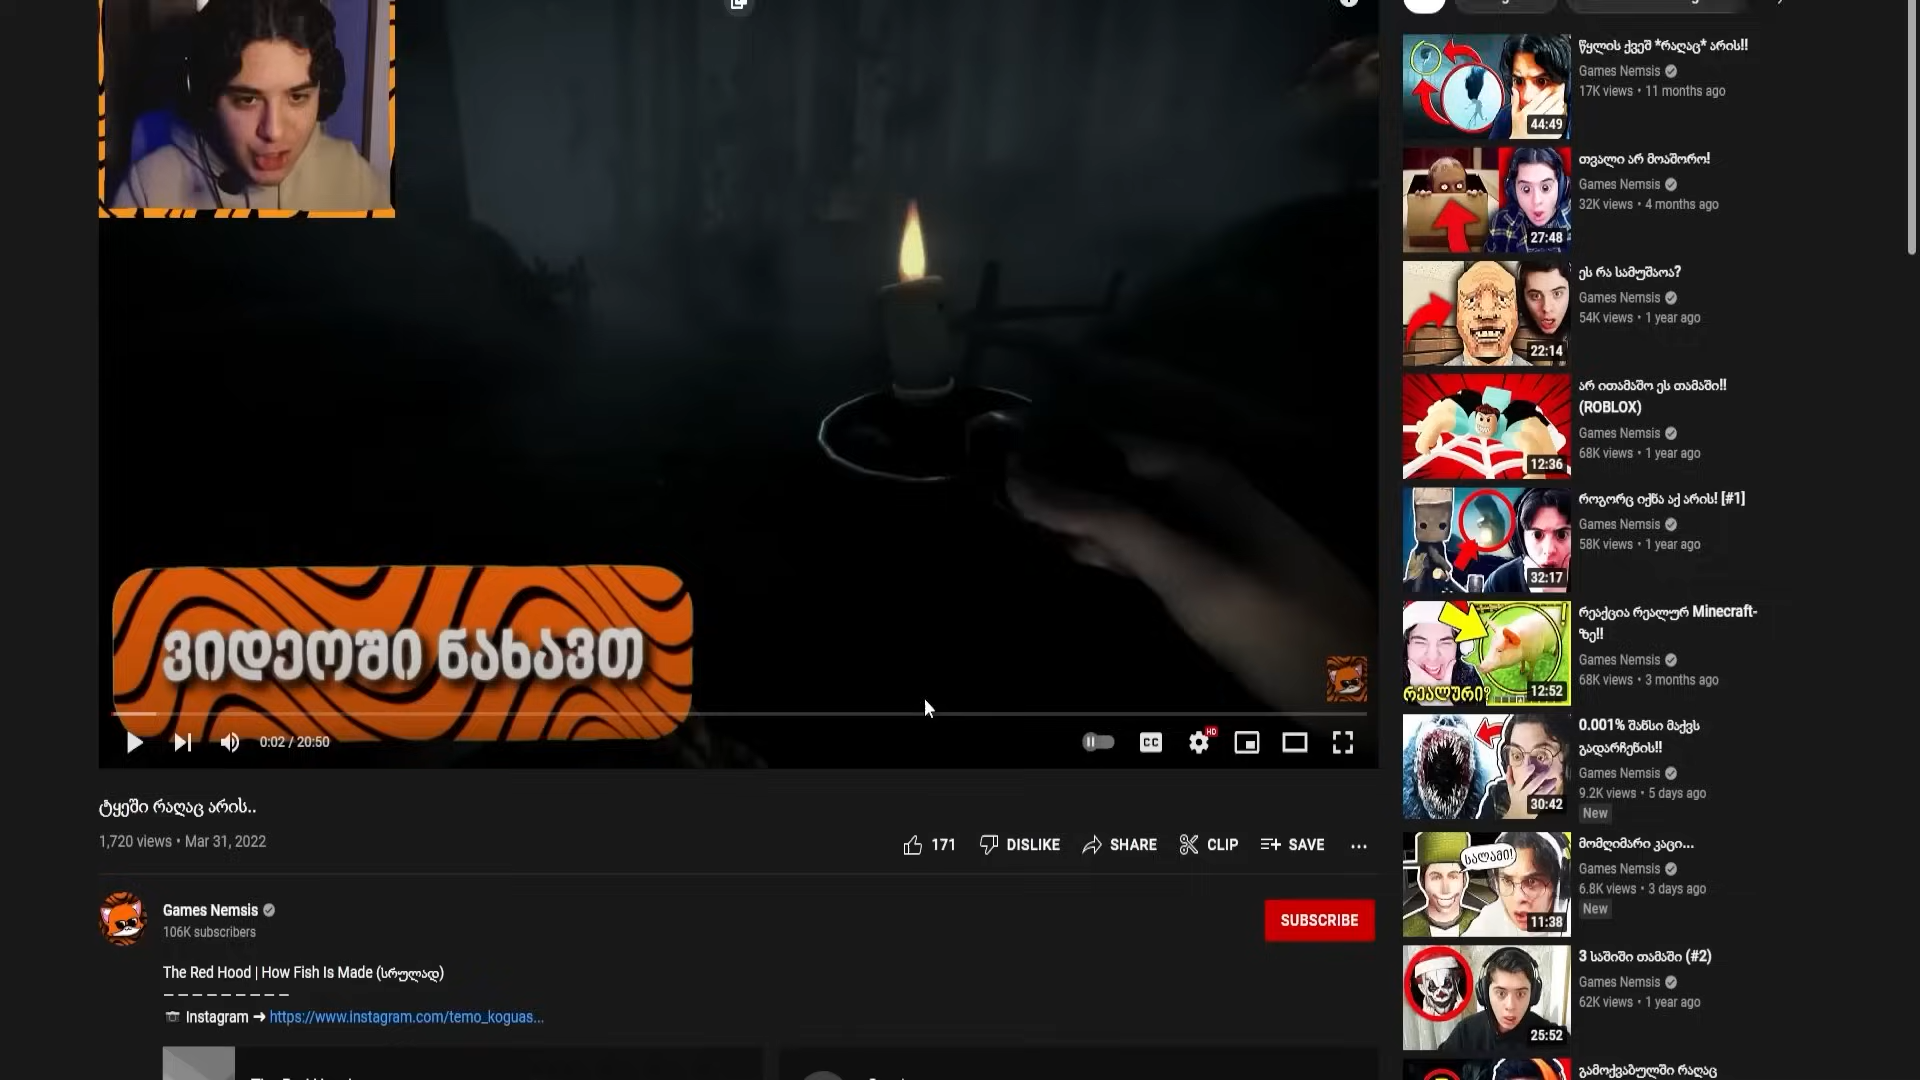 ვიდეოში ნახავთ
0:02 / 20:50
CC
HD
ტყეში რაღაც არის..
1,720 views • Mar 31, 2022
171
DISLIKE
SHARE
CLIP
SAVE
Games Nemsis
106K subscribers
SUBSCRIBE
The Red Hood | How Fish Is Made (სრულად)
– – – – – – – – –
📷 Instagram ➜ https://www.instagram.com/temo_koguas...
წყლის ქვეშ *რაღაც* არის!!
Games Nemsis
17K views • 11 months ago
44:49
თვალი არ მოაშორო!
Games Nemsis
32K views • 4 months ago
27:48
ეს რა სამუშაოა?
Games Nemsis
54K views • 1 year ago
22:14
არ ითამაშო ეს თამაში!!
(ROBLOX)
Games Nemsis
68K views • 1 year ago
12:36
როგორც იქნა აქ არის! [#1]
Games Nemsis
58K views • 1 year ago
32:17
რეაქცია რეალურ Minecraft-
ზე!!
Games Nemsis
68K views • 3 months ago
რეალური?
12:52
0.001% შანსი მაქვს
გადარჩენის!!
Games Nemsis
9.2K views • 5 days ago
New
30:42
მომღიმარი კაცი...
Games Nemsis
6.8K views • 3 days ago
New
სალამი!
11:38
3 საშიში თამაში (#2)
Games Nemsis
62K views • 1 year ago
25:52
გამოქვაბულში რაღაც